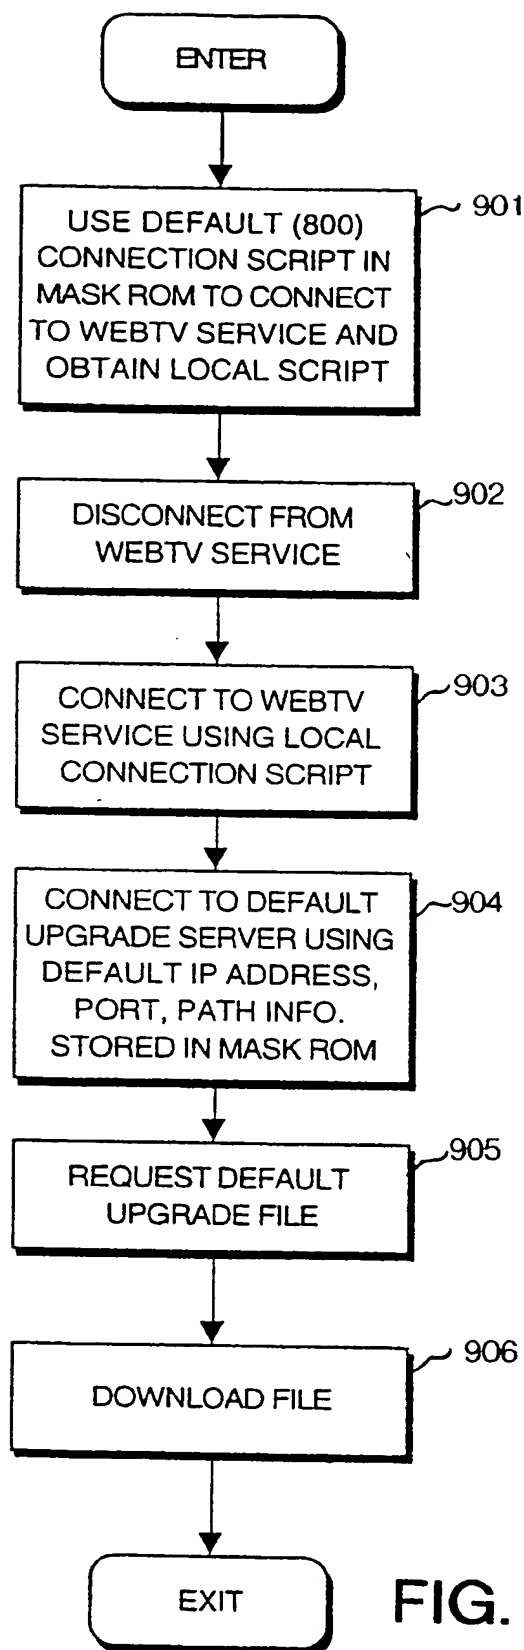 ENTER
901
USE DEFAULT (800)
CONNECTION SCRIPT IN
MASK ROM TO CONNECT
TO WEBTV SERVICE AND
OBTAIN LOCAL SCRIPT
902
DISCONNECT FROM
WEBTV SERVICE
903
CONNECT TO WEBTV
SERVICE USING LOCAL
CONNECTION SCRIPT
904
CONNECT TO DEFAULT
UPGRADE SERVER USING
DEFAULT IP ADDRESS,
PORT, PATH INFO.
STORED IN MASK ROM
905
REQUEST DEFAULT
UPGRADE FILE
906
DOWNLOAD FILE
EXIT
FIG.